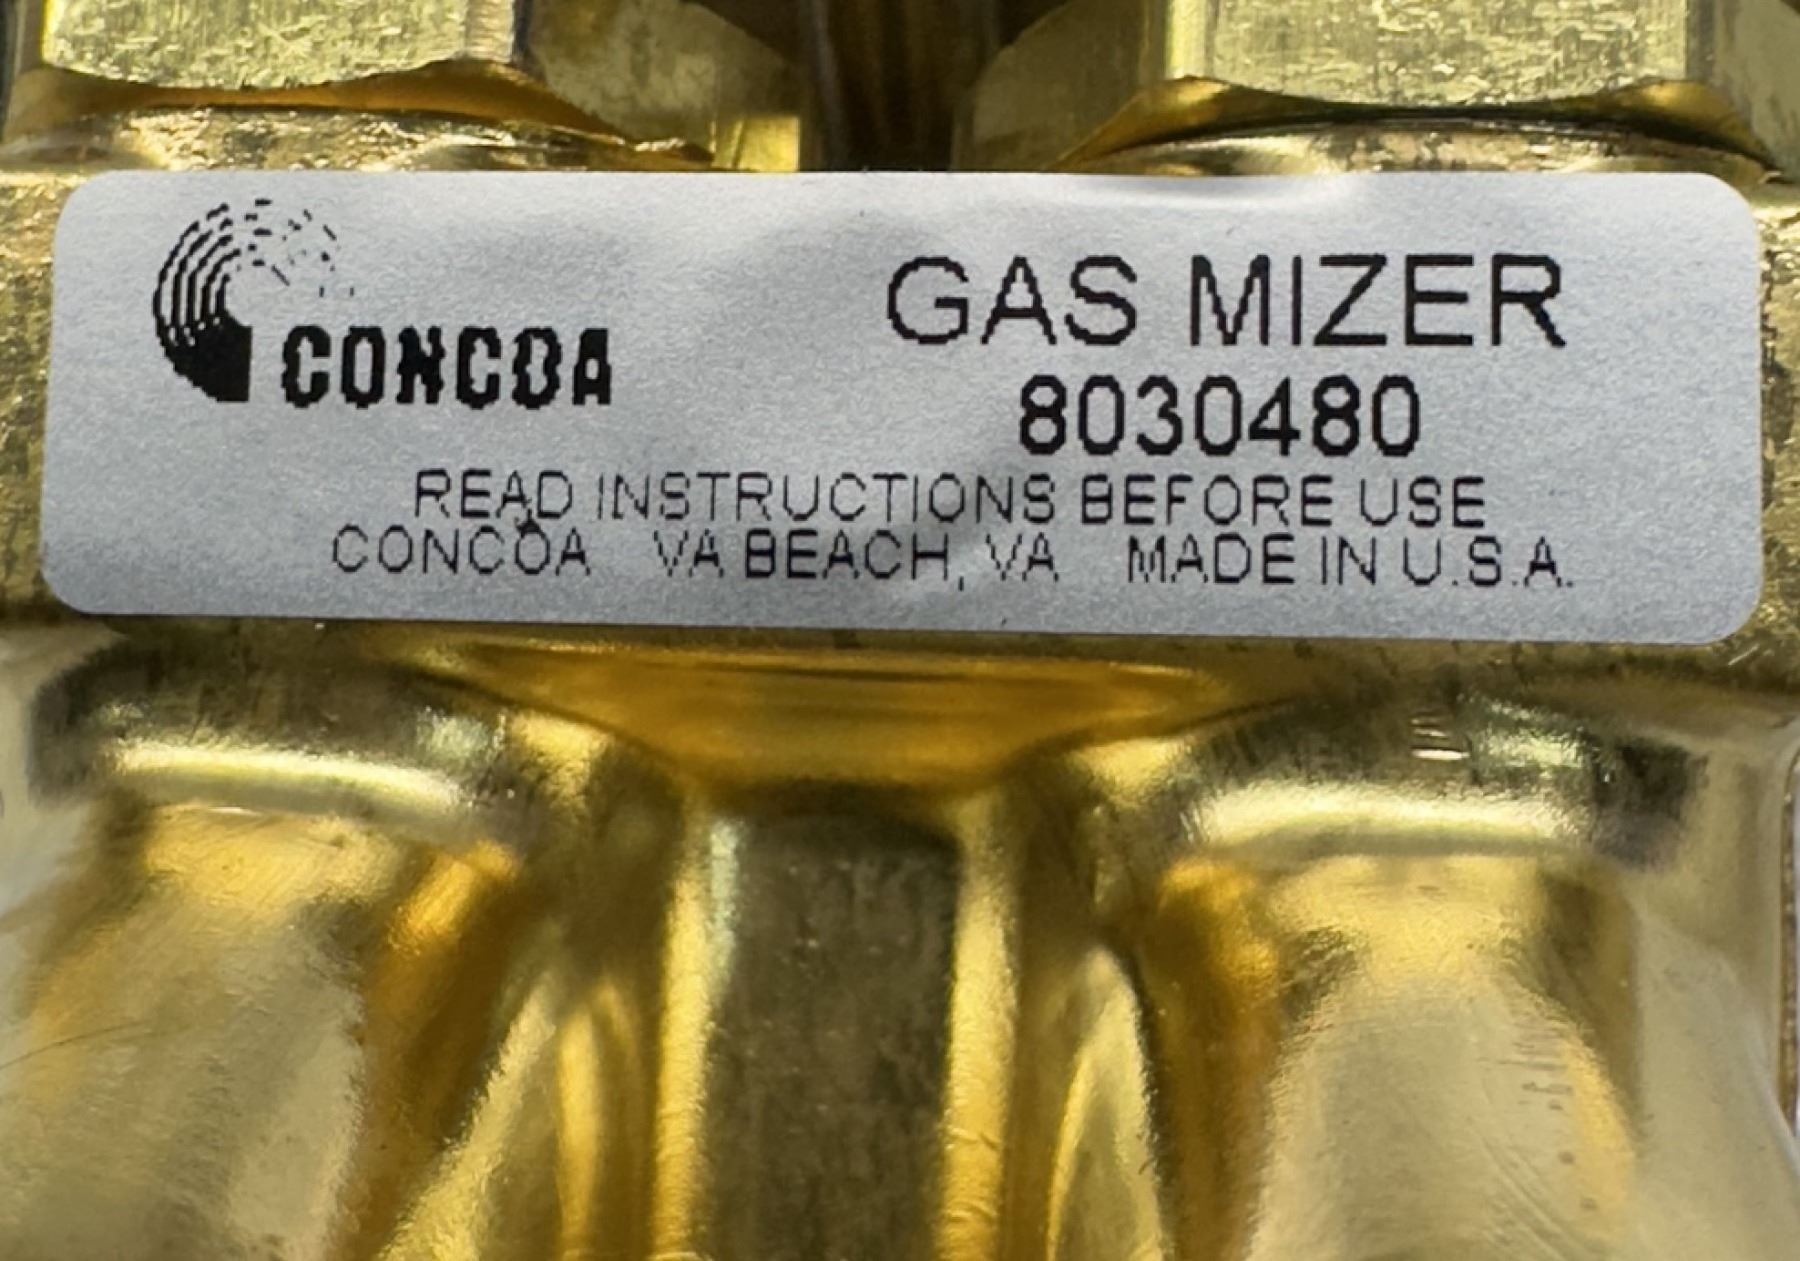 CONCOA
GAS MIZER
8030480
READ INSTRUCTIONS BEFORE USE
CONCOA VA BEACH, VA MADE IN U.S.A.